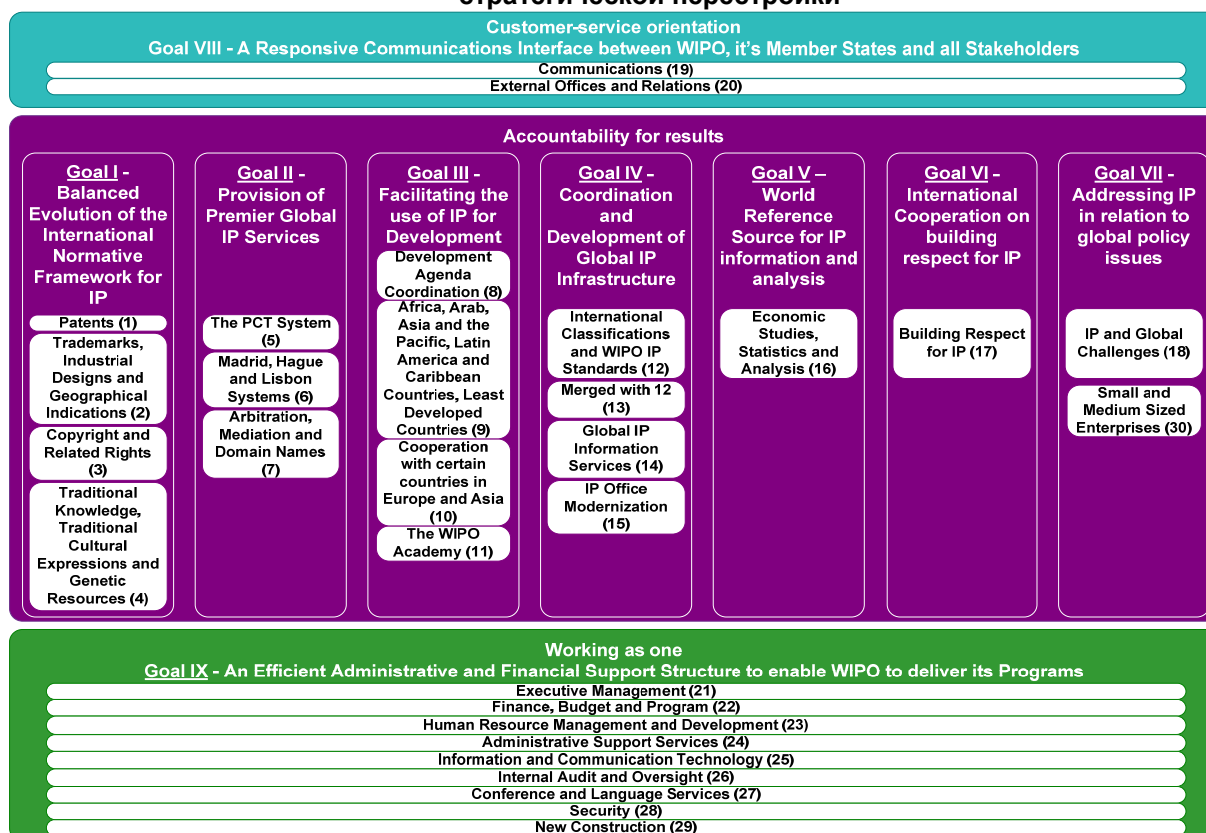 стратегической перестройки
Customer-service orientation
Goal VIII - A Responsive Communications Interface between WIPO, it's Member States and all Stakeholders
Communications (19)
External Offices and Relations (20)
Accountability for results
Goal I -
Balanced
Evolution of the
International
Normative
Framework for
IP
Patents (1)
Trademarks,
Industrial
Designs and
Geographical
Indications (2)
Copyright and
Related Rights
(3)
Traditional
Knowledge,
Traditional
Cultural
Expressions and
Genetic
Resources (4)
Goal II -
Provision of
Premier Global
IP Services
The PCT System
(5)
Madrid, Hague
and Lisbon
Systems (6)
Arbitration,
Mediation and
Domain Names
(7)
Goal III -
Facilitating the
use of IP for
Development
Development
Agenda
Coordination (8)
Africa, Arab,
Asia and the
Pacific, Latin
America and
Caribbean
Countries, Least
Developed
Countries (9)
Cooperation
with certain
countries in
Europe and Asia
(10)
The WIPO
Academy (11)
Goal IV -
Coordination
and
Development of
Global IP
Infrastructure
International
Classifications
and WIPO IP
Standards (12)
Merged with 12
(13)
Global IP
Information
Services (14)
IP Office
Modernization
(15)
Goal V –
World
Reference
Source for IP
information and
analysis
Economic
Studies,
Statistics and
Analysis (16)
Goal VI -
International
Cooperation on
building
respect for IP
Building Respect
for IP (17)
Goal VII -
Addressing IP
in relation to
global policy
issues
IP and Global
Challenges (18)
Small and
Medium Sized
Enterprises (30)
Working as one
Goal IX - An Efficient Administrative and Financial Support Structure to enable WIPO to deliver its Programs
Executive Management (21)
Finance, Budget and Program (22)
Human Resource Management and Development (23)
Administrative Support Services (24)
Information and Communication Technology (25)
Internal Audit and Oversight (26)
Conference and Language Services (27)
Security (28)
New Construction (29)